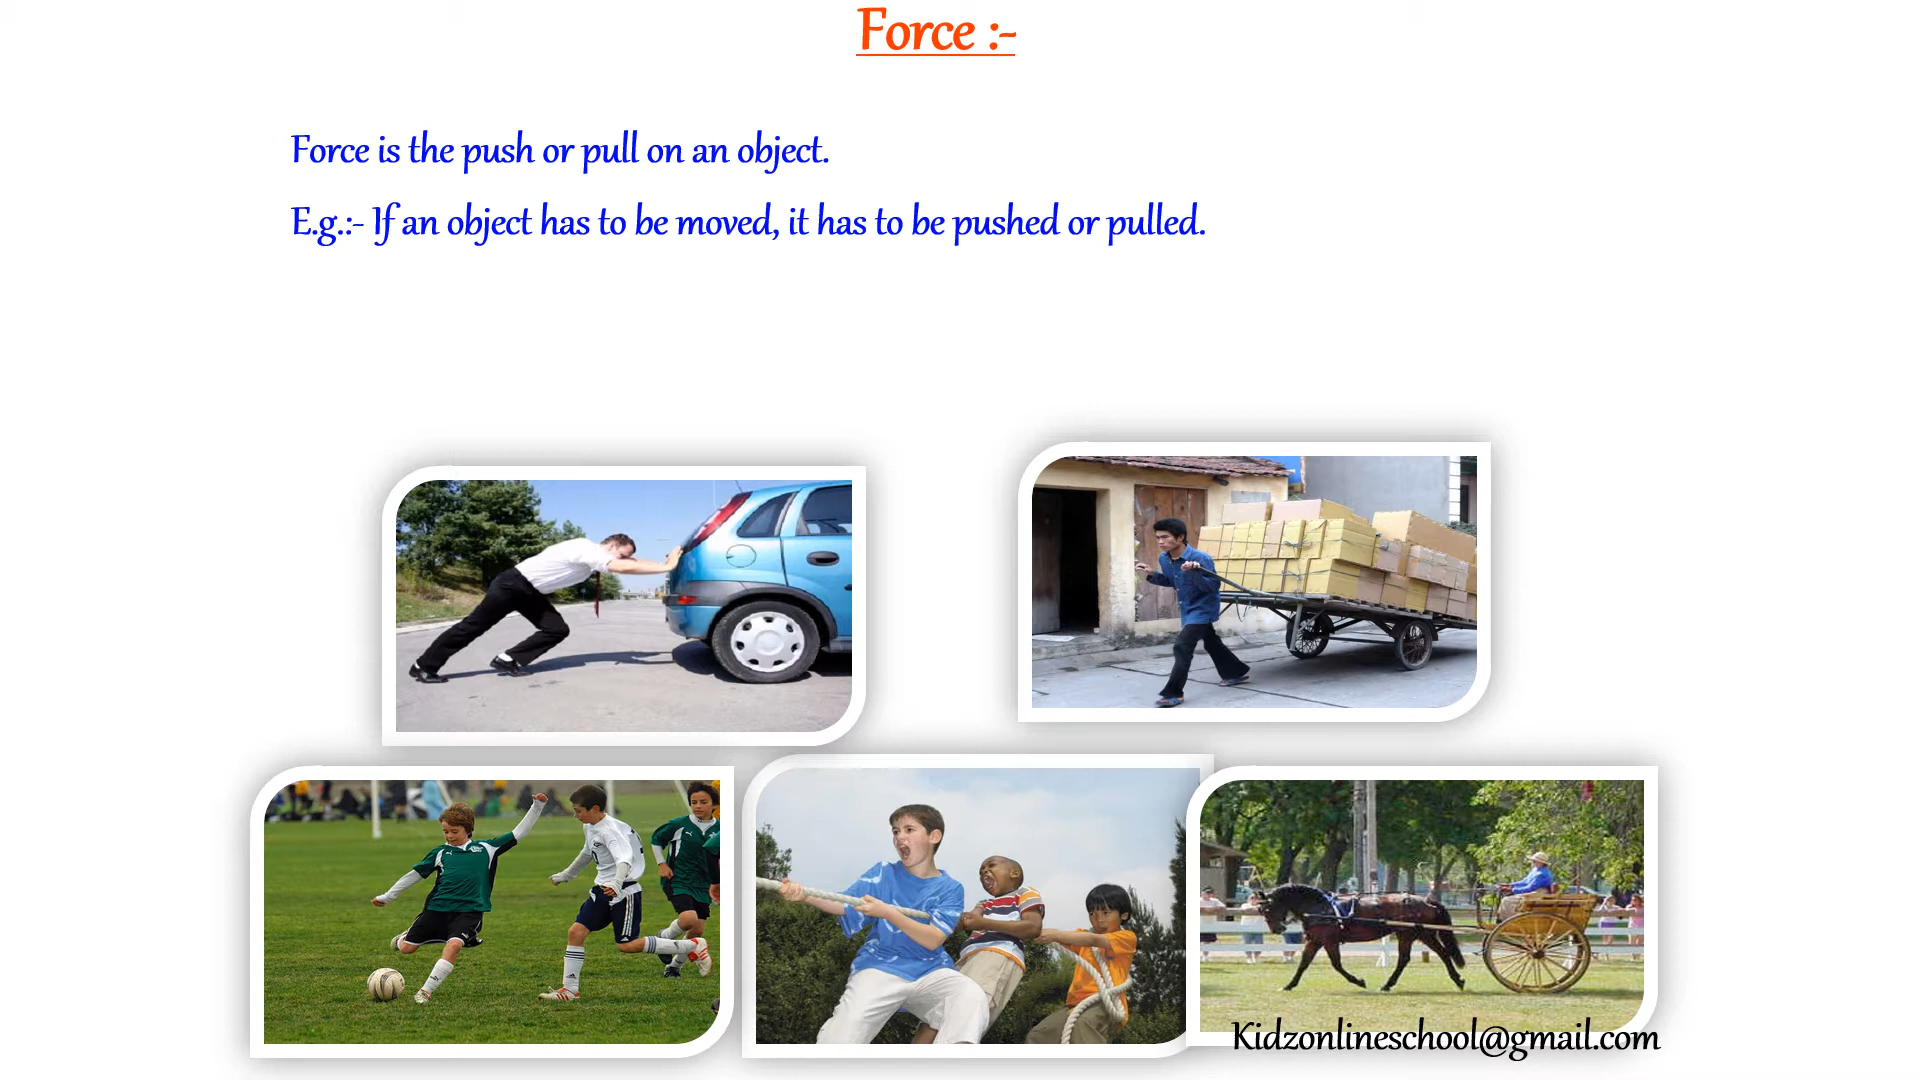 Force :-
Force is the push or pull on an object.
E.g.:- If an object has to be moved, it has to be pushed or pulled.
Kidzonlineschool@gmail.com